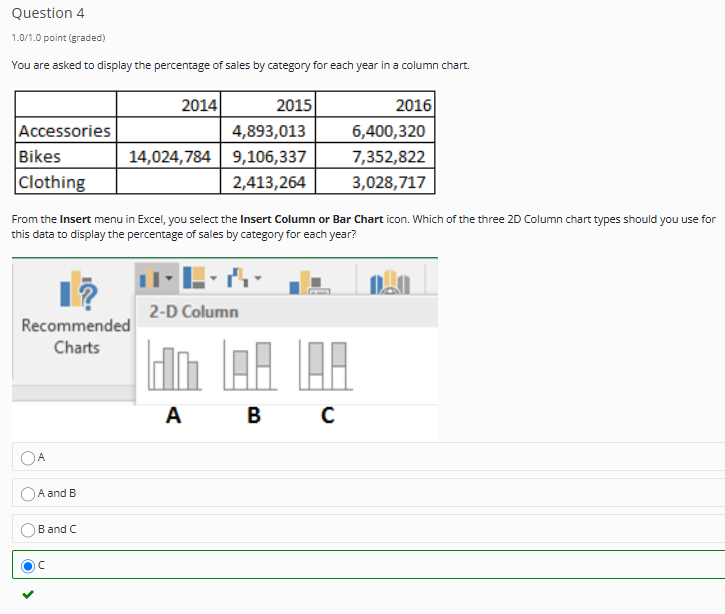 Question 4
1.0/1.0 point (graded)
You are asked to display the percentage of sales by category for each year in a column chart.
2014 2015 2016
Accessories 4,893,013 6,400,320
Bikes 14,024,784 9,106,337 7,352,822
Clothing 2,413,264 3,028,717
From the Insert menu in Excel, you select the Insert Column or Bar Chart icon. Which of the three 2D Column chart types should you use for
this data to display the percentage of sales by category for each year?
Recommended
Charts
2-D Column
A B C
A
A and B
B and C
C